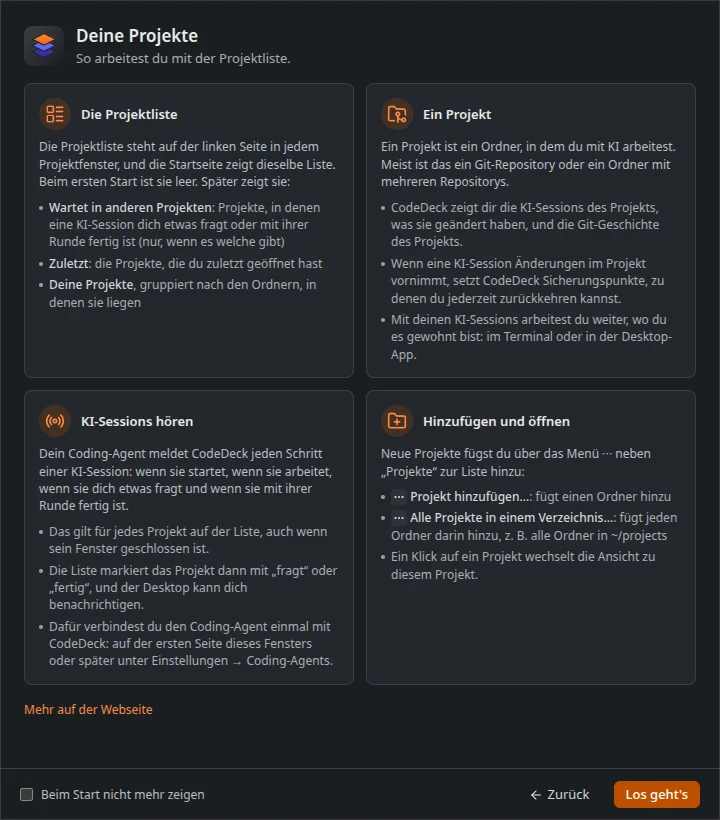 Deine Projekte
So arbeitest du mit der Projektliste.
Die Projektliste
Die Projektliste steht auf der linken Seite in jedem
Projektfenster, und die Startseite zeigt dieselbe Liste.
Beim ersten Start ist sie leer. Später zeigt sie:
• Wartet in anderen Projekten: Projekte, in denen
eine KI-Session dich etwas fragt oder mit ihrer
Runde fertig ist (nur, wenn es welche gibt)
• Zuletzt: die Projekte, die du zuletzt geöffnet hast
• Deine Projekte, gruppiert nach den Ordnern, in
denen sie liegen
Ein Projekt
Ein Projekt ist ein Ordner, in dem du mit KI arbeitest.
Meist ist das ein Git-Repository oder ein Ordner mit
mehreren Repositorys.
• CodeDeck zeigt dir die KI-Sessions des Projekts,
was sie geändert haben, und die Git-Geschichte
des Projekts.
• Wenn eine KI-Session Änderungen im Projekt
vornimmt, setzt CodeDeck Sicherungspunkte, zu
denen du jederzeit zurückkehren kannst.
• Mit deinen KI-Sessions arbeitest du weiter, wo du
es gewohnt bist: im Terminal oder in der Desktop-
App.
KI-Sessions hören
Dein Coding-Agent meldet CodeDeck jeden Schritt
einer KI-Session: wenn sie startet, wenn sie arbeitet,
wenn sie dich etwas fragt und wenn sie mit ihrer
Runde fertig ist.
• Das gilt für jedes Projekt auf der Liste, auch wenn
sein Fenster geschlossen ist.
• Die Liste markiert das Projekt dann mit „fragt“ oder
„fertig“, und der Desktop kann dich
benachrichtigen.
• Dafür verbindest du den Coding-Agent einmal mit
CodeDeck: auf der ersten Seite dieses Fensters
oder später unter Einstellungen → Coding-Agents.
Hinzufügen und öffnen
Neue Projekte fügst du über das Menü ··· neben
„Projekte“ zur Liste hinzu:
• ··· Projekt hinzufügen…: fügt einen Ordner hinzu
• ··· Alle Projekte in einem Verzeichnis…: fügt jeden
Ordner darin hinzu, z. B. alle Ordner in ~/projects
• Ein Klick auf ein Projekt wechselt die Ansicht zu
diesem Projekt.
Mehr auf der Webseite
Beim Start nicht mehr zeigen
← Zurück
Los geht's